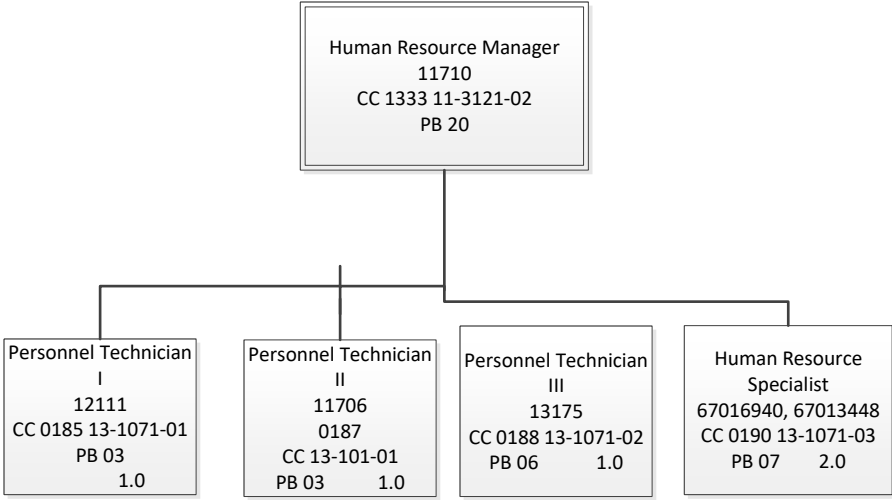 Human Resource Manager
11710
CC 1333 11-3121-02
PB 20
Personnel Technician
I
12111
CC 0185 13-1071-01
PB 03
1.0
Personnel Technician
II
11706
0187
CC 13-101-01
PB 03 1.0
Personnel Technician
III
13175
CC 0188 13-1071-02
PB 06 1.0
Human Resource
Specialist
67016940, 67013448
CC 0190 13-1071-03
PB 07 2.0